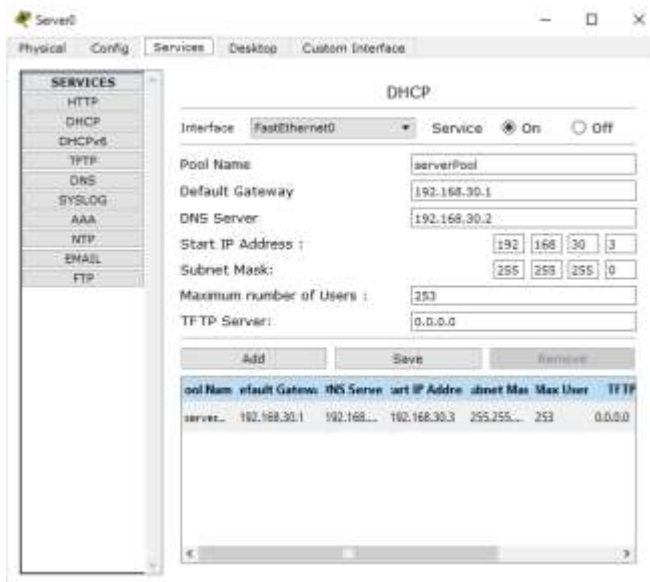 Server0
Physical Config Services Desktop Custom Interface
SERVICES
HTTP
DHCP
DHCPv6
TFTP
DNS
SYSLOG
AAA
NTP
EMAIL
FTP
DHCP
Interface FastEthernet0 Service On Off
Pool Name serverPool
Default Gateway 192.168.30.1
DNS Server 192.168.30.2
Start IP Address : 192 168 30 3
Subnet Mask: 255 255 255 0
Maximum number of Users : 253
TFTP Server: 0.0.0.0
Add Save Remove
ool Nam efault Gatew NS Serve art IP Addre ubnet Mas Max User TFTP
server... 192.168.30.1 192.168.... 192.168.30.3 255.255.... 253 0.0.0.0